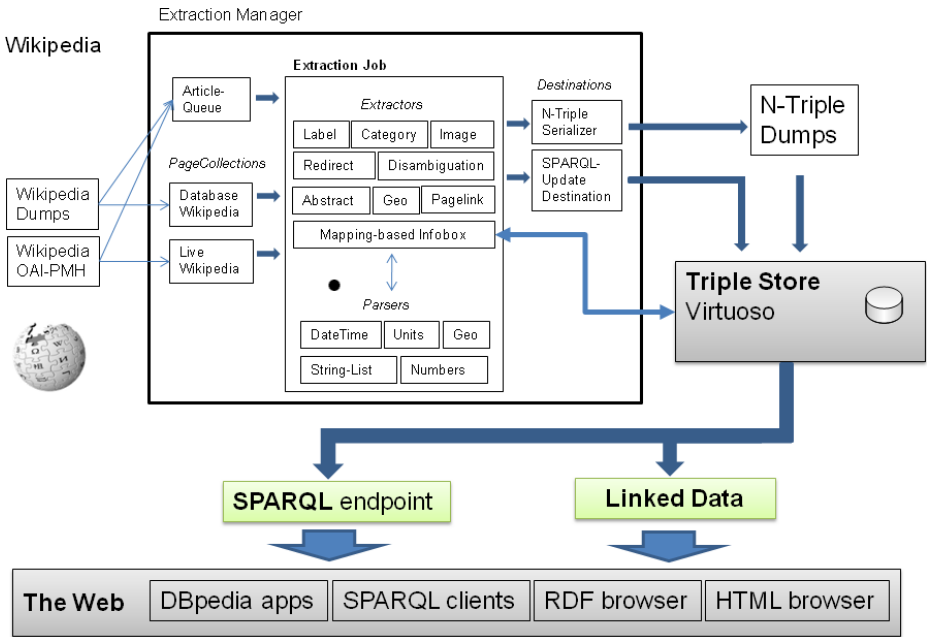 Extraction Manager
Wikipedia
Extraction Job
Article-
Queue
Extractors
Destinations
N-Triple
Serializer
N-Triple
Dumps
Label
Category
Image
Redirect
Disambiguation
SPARQL-
Update
Destination
PageCollections
Wikipedia
Dumps
Database
Wikipedia
Abstract
Geo
Pagelink
Mapping-based Infobox
Wikipedia
OAI-PMH
Live
Wikipedia
Triple Store
Virtuoso
Parsers
DateTime
Units
Geo
String-List
Numbers
SPARQL endpoint
Linked Data
The Web
DBpedia apps
SPARQL clients
RDF browser
HTML browser